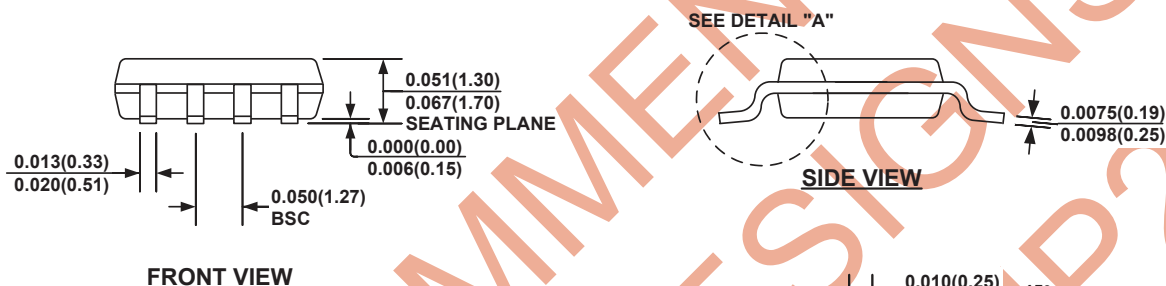 SEE DETAIL "A"
0.051(1.30)
0.067(1.70)
SEATING PLANE
0.000(0.00)
0.006(0.15)
0.013(0.33)
0.020(0.51)
0.050(1.27)
BSC
FRONT VIEW
0.0075(0.19)
0.0098(0.25)
SIDE VIEW
0.010(0.25)